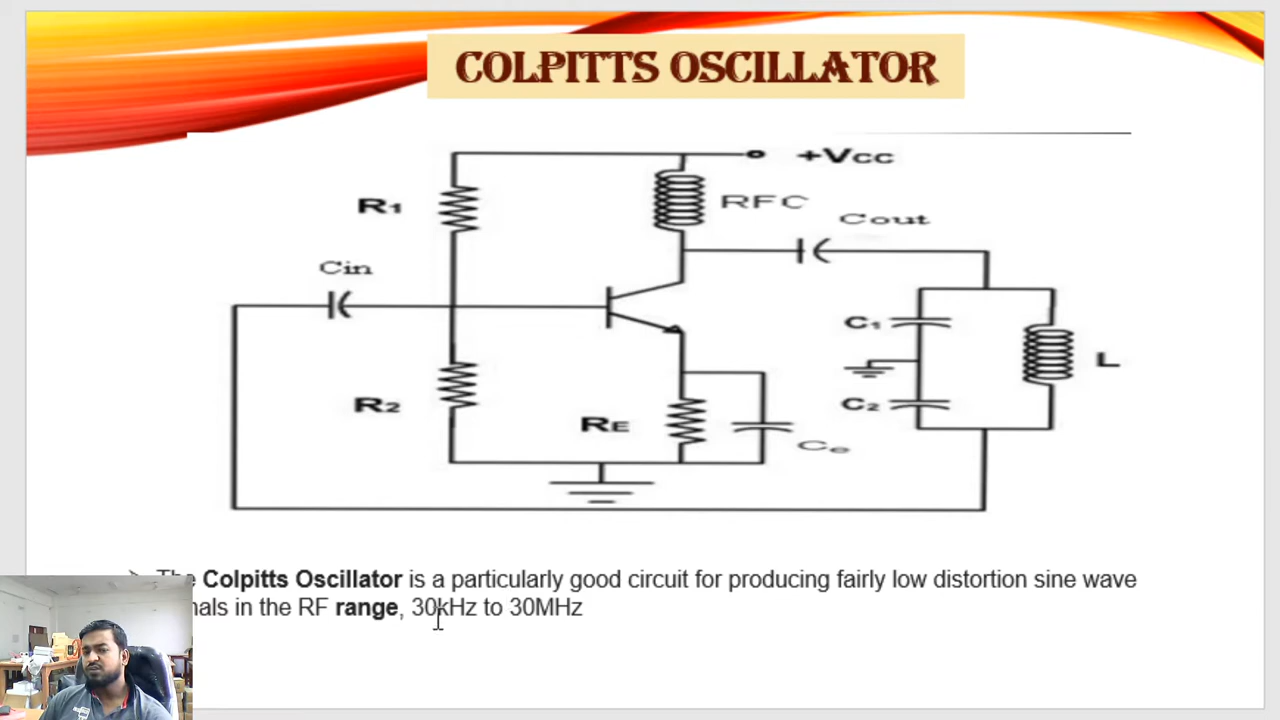 COLPITTS OSCILLATOR
+VCC
R1
RFC
Cout
Cin
C1
L
R2
C2
RE
Ce
The Colpitts Oscillator is a particularly good circuit for producing fairly low distortion sine wave
in the RF range, 30kHz to 30MHz